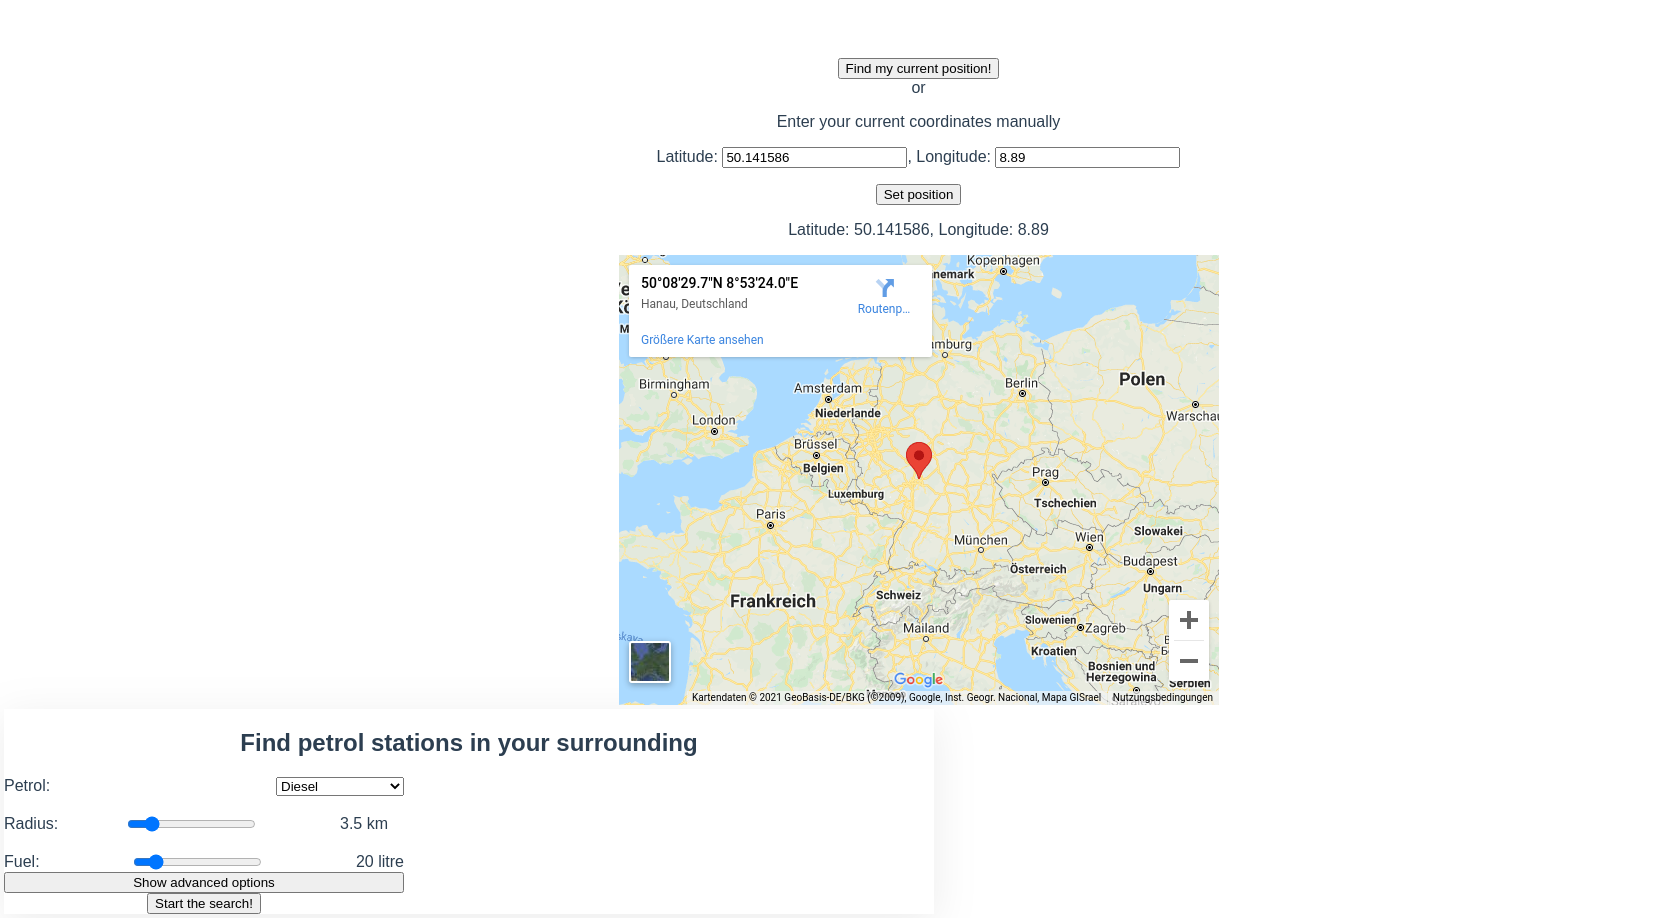 Find my current position!
or
Enter your current coordinates manually
Latitude: 50.141586, Longitude: 8.89
Set position
Latitude: 50.141586, Longitude: 8.89
Kopenhagen
nemark
50°08'29.7"N 8°53'24.0"E
Hanau, Deutschland
Routenp...
Größere Karte ansehen
mburg
Birmingham
Amsterdam
Berlin
Polen
Niederlande
London
Warschau
Brüssel
Belgien
Prag
Luxemburg
Tschechien
Paris
Slowakei
München
Wien
Österreich
Budapest
Ungarn
Frankreich
Schweiz
Mailand
Slowenien
Zagreb
Kroatien
Bosnien und
Herzegowina
Serbien
Google
Kartendaten © 2021 GeoBasis-DE/BKG (©2009), Google, Inst. Geogr. Nacional, Mapa GISrael Nutzungsbedingungen
Find petrol stations in your surrounding
Petrol: Diesel
Radius: 3.5 km
Fuel: 20 litre
Show advanced options
Start the search!